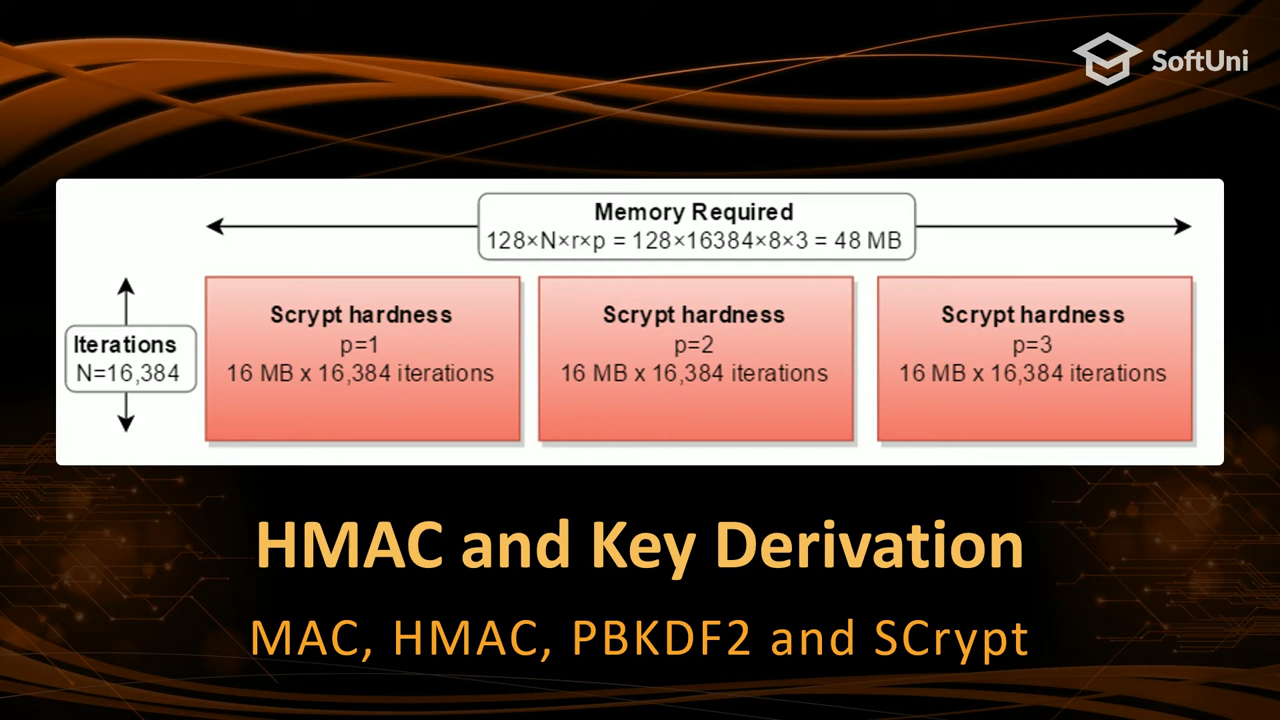 SoftUni
Memory Required
128×N×r×p = 128×16384×8×3 = 48 MB
Iterations
N=16,384
Scrypt hardness
p=1
16 MB x 16,384 iterations
Scrypt hardness
p=2
16 MB x 16,384 iterations
Scrypt hardness
p=3
16 MB x 16,384 iterations
HMAC and Key Derivation
MAC, HMAC, PBKDF2 and SCrypt